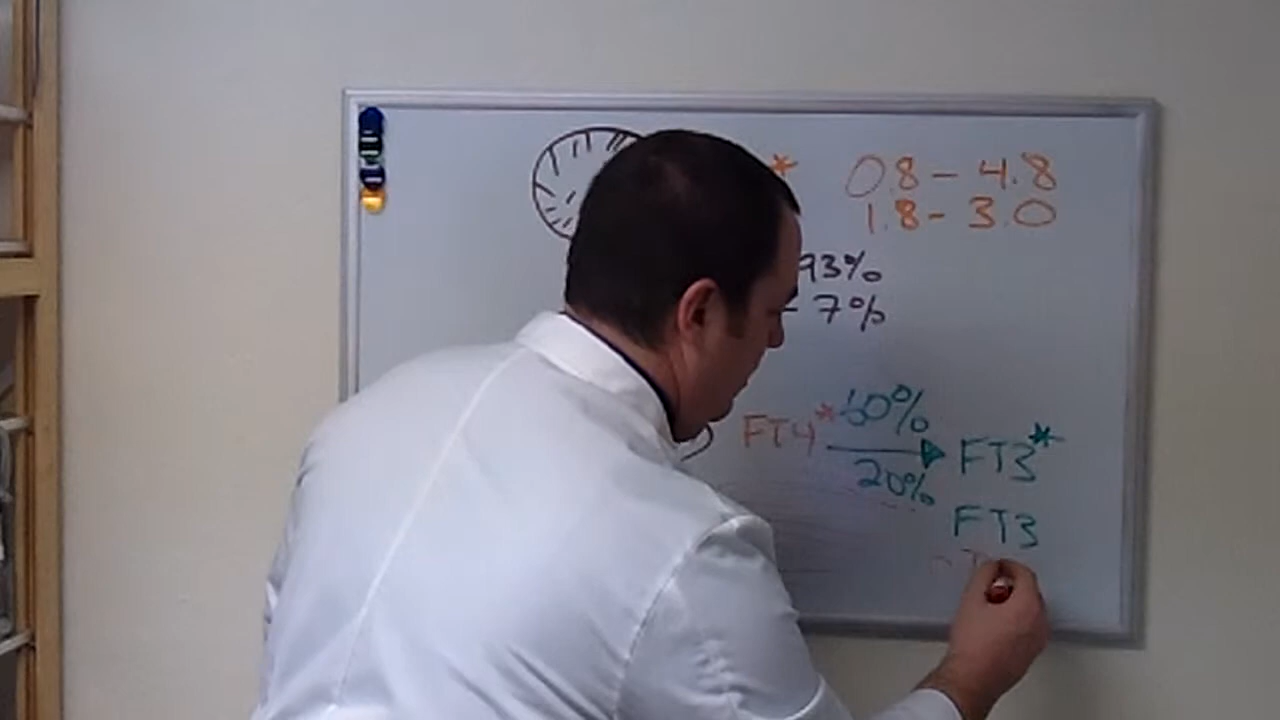 * 0.8 - 4.8
1.8 - 3.0
93%
- 7%
FT4* 60% FT3*
20%
FT3